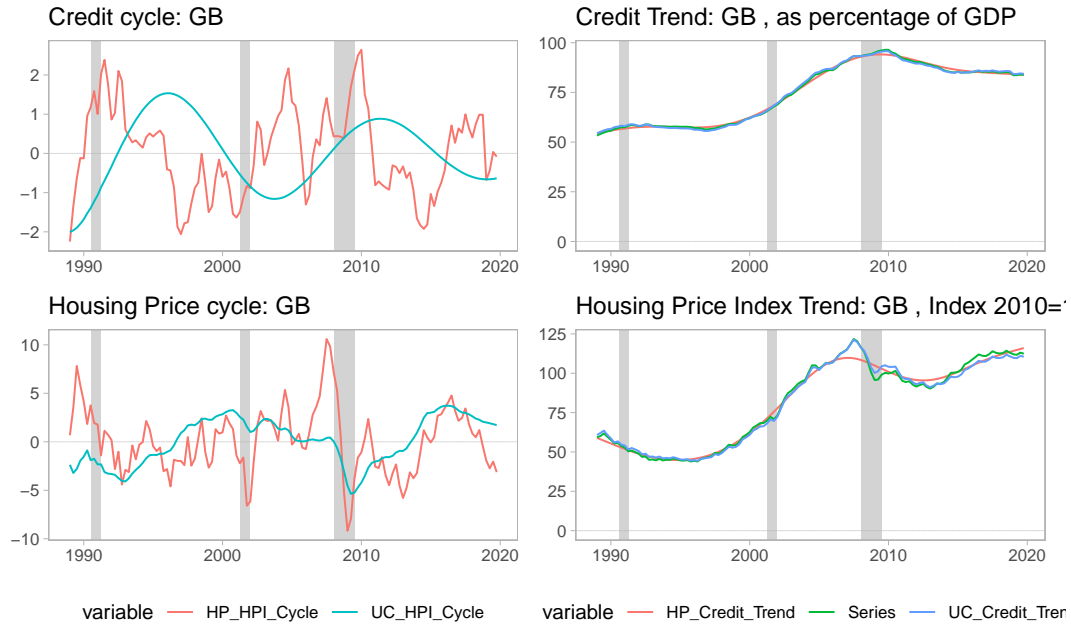 Credit cycle: GB
2
1
0
−1
−2
1990 2000 2010 2020
Credit Trend: GB , as percentage of GDP
100
75
50
25
0
1990 2000 2010 2020
Housing Price cycle: GB
10
5
0
−5
−10
1990 2000 2010 2020
Housing Price Index Trend: GB , Index 2010=1
125
100
75
50
25
0
1990 2000 2010 2020
variable HP_HPI_Cycle UC_HPI_Cycle
variable HP_Credit_Trend Series UC_Credit_Tren